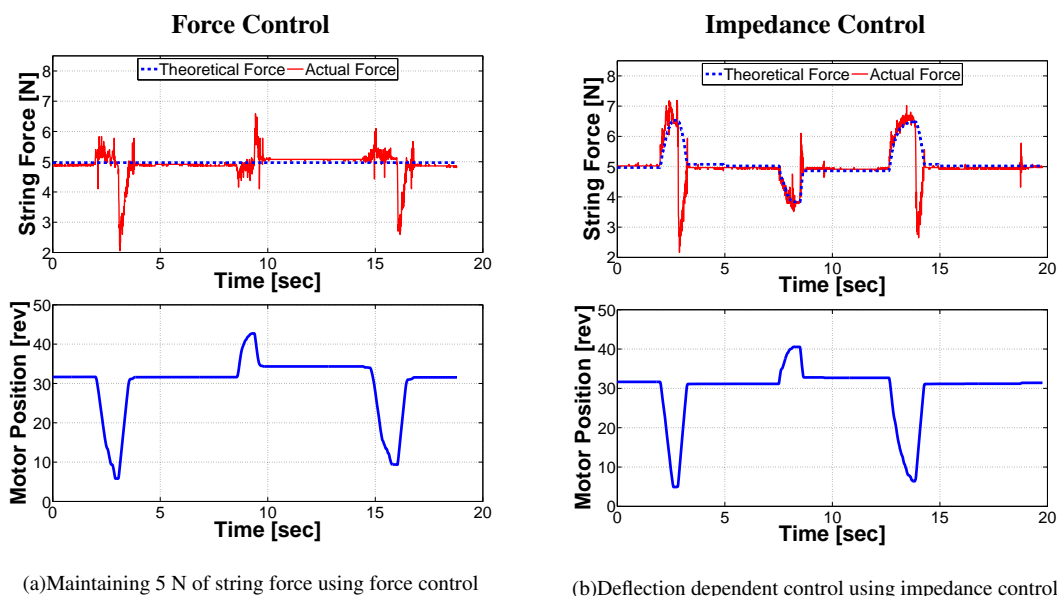 Force Control
Theoretical Force
Actual Force
String Force [N]
8
7
6
5
4
3
2
0
5
10
15
20
Time [sec]
Motor Position [rev]
50
40
30
20
10
0
0
5
10
15
20
Time [sec]
(a)Maintaining 5 N of string force using force control
Impedance Control
Theoretical Force
Actual Force
String Force [N]
8
7
6
5
4
3
2
0
5
10
15
20
Time [sec]
Motor Position [rev]
50
40
30
20
10
0
0
5
10
15
20
Time [sec]
(b)Deflection dependent control using impedance control